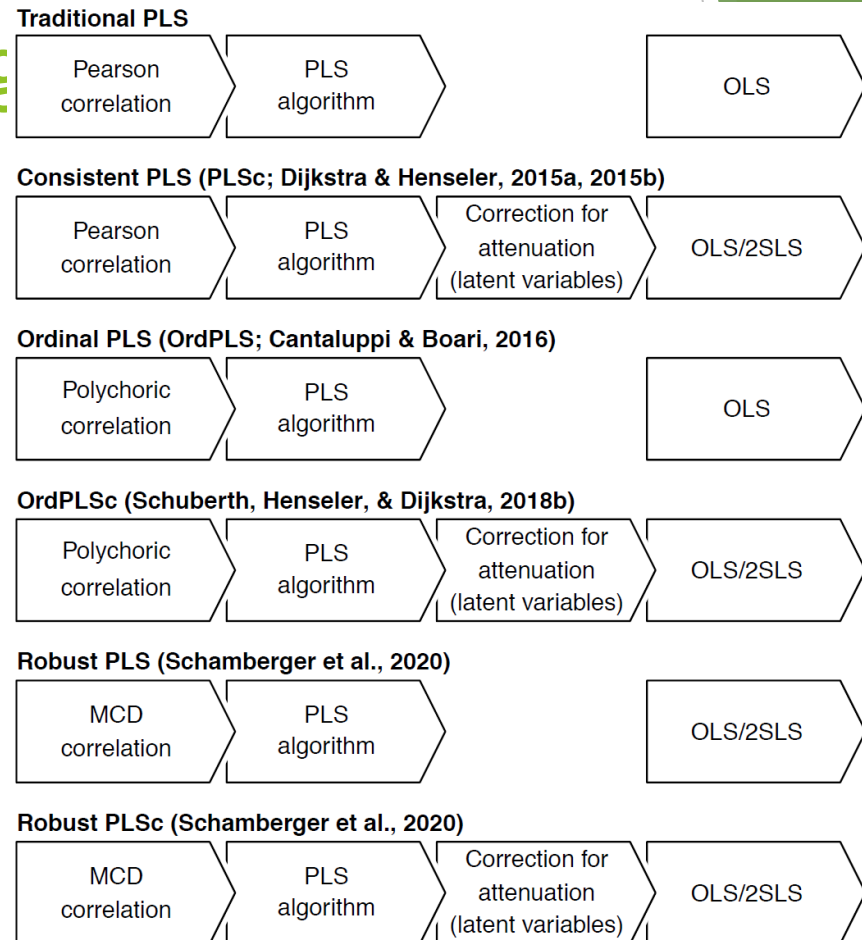 Traditional PLS
Pearson
correlation
PLS
algorithm
OLS
Consistent PLS (PLSc; Dijkstra & Henseler, 2015a, 2015b)
Pearson
correlation
PLS
algorithm
Correction for
attenuation
(latent variables)
OLS/2SLS
Ordinal PLS (OrdPLS; Cantaluppi & Boari, 2016)
Polychoric
correlation
PLS
algorithm
OLS
OrdPLSc (Schuberth, Henseler, & Dijkstra, 2018b)
Polychoric
correlation
PLS
algorithm
Correction for
attenuation
(latent variables)
OLS/2SLS
Robust PLS (Schamberger et al., 2020)
MCD
correlation
PLS
algorithm
OLS/2SLS
Robust PLSc (Schamberger et al., 2020)
MCD
correlation
PLS
algorithm
Correction for
attenuation
(latent variables)
OLS/2SLS